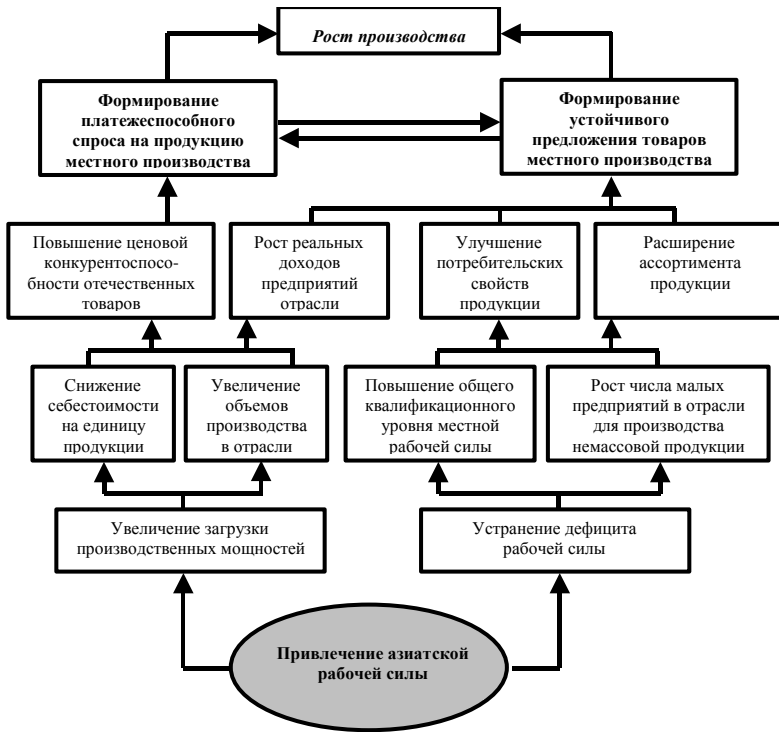 Рост производства
Формирование
платежеспособного
спроса на продукцию
местного производства
Формирование
устойчивого
предложения товаров
местного производства
Повышение ценовой
конкурентоспосо-
бности отечественных
товаров
Рост реальных
доходов
предприятий
отрасли
Улучшение
потребительских
свойств
продукции
Расширение
ассортимента
продукции
Снижение
себестоимости
на единицу
продукции
Увеличение
объемов
производства
в отрасли
Повышение общего
квалификационного
уровня местной
рабочей силы
Рост числа малых
предприятий в отрасли
для производства
немассовой продукции
Увеличение загрузки
производственных мощностей
Устранение дефицита
рабочей силы
Привлечение азиатской
рабочей силы